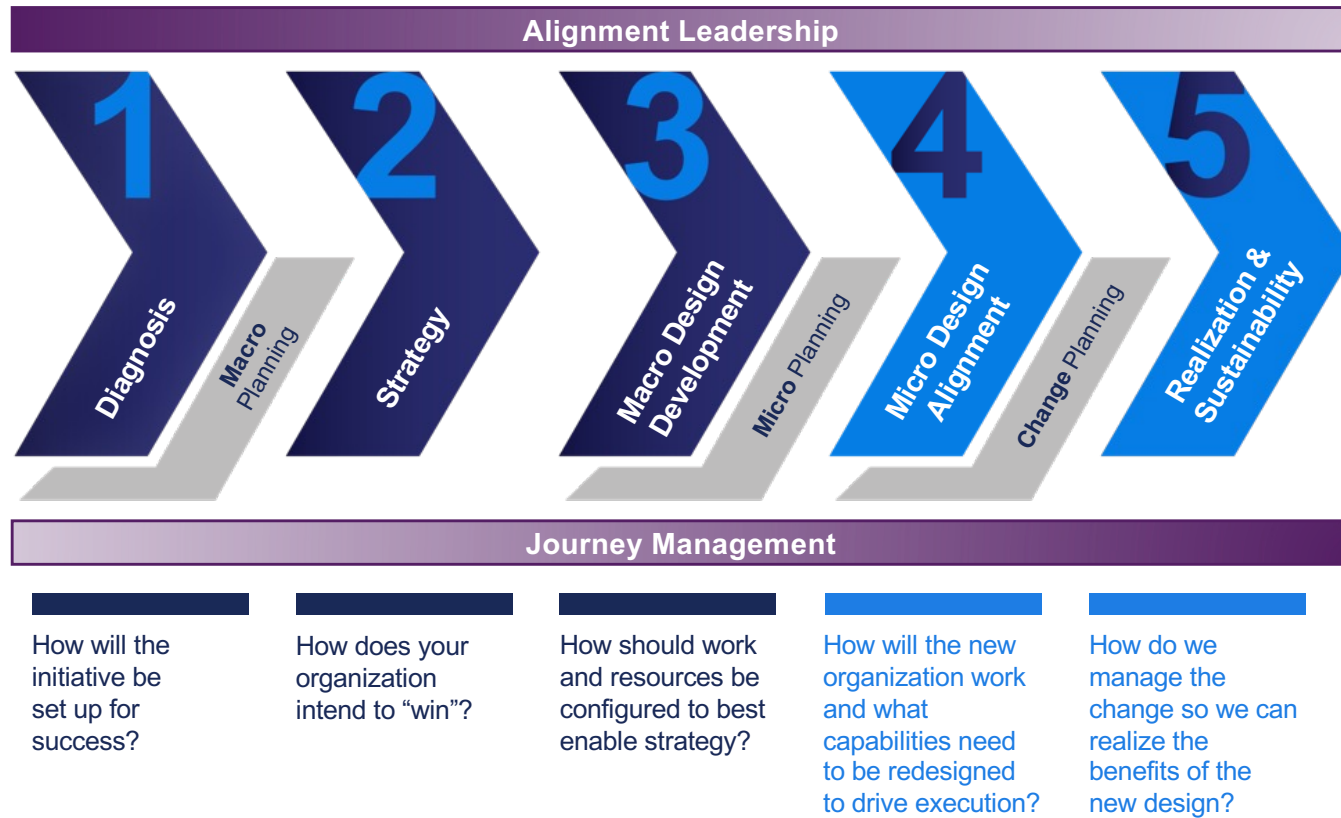 Alignment Leadership
1
2
3
4
5
Diagnosis
Macro
Planning
Strategy
Macro Design
Development
Micro Planning
Micro Design
Alignment
Change Planning
Realization &
Sustainability
Journey Management
How will the
initiative be
set up for
success?
How does your
organization
intend to “win”?
How should work
and resources be
configured to best
enable strategy?
How will the new
organization work
and what
capabilities need
to be redesigned
to drive execution?
How do we
manage the
change so we can
realize the
benefits of the
new design?